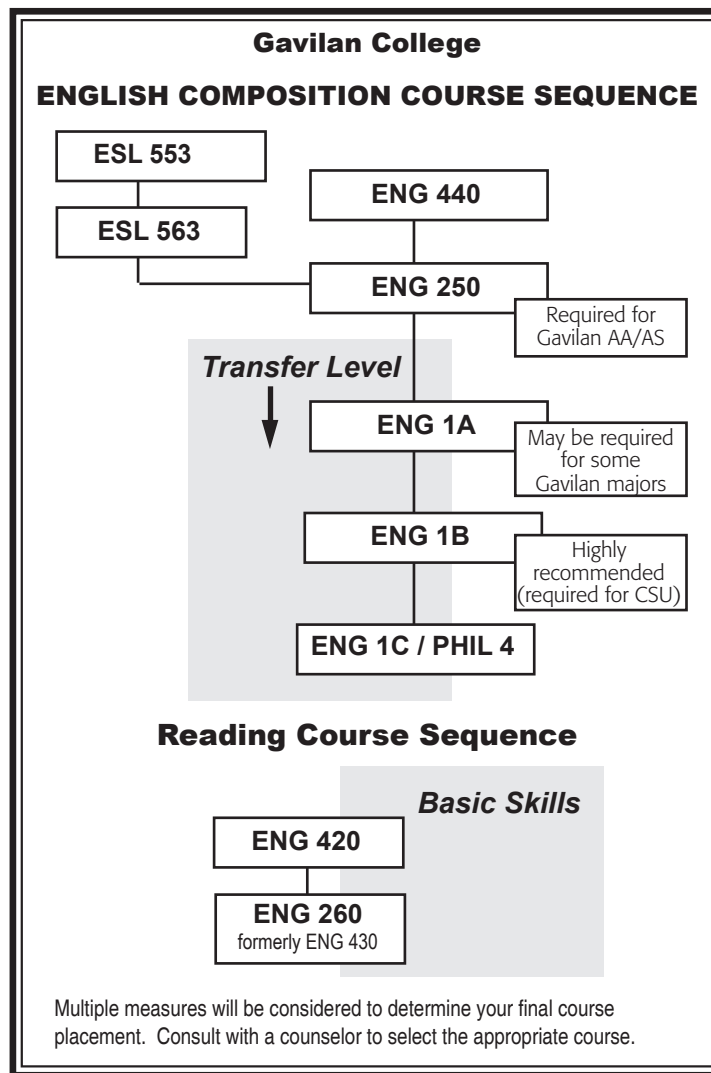 Gavilan College
ENGLISH COMPOSITION COURSE SEQUENCE
ESL 553
ENG 440
ESL 563
ENG 250
Required for
Gavilan AA/AS
Transfer Level
ENG 1A
May be required
for some
Gavilan majors
ENG 1B
Highly
recommended
(required for CSU)
ENG 1C / PHIL 4
Reading Course Sequence
Basic Skills
ENG 420
ENG 260
formerly ENG 430
Multiple measures will be considered to determine your final course
placement.  Consult with a counselor to select the appropriate course.